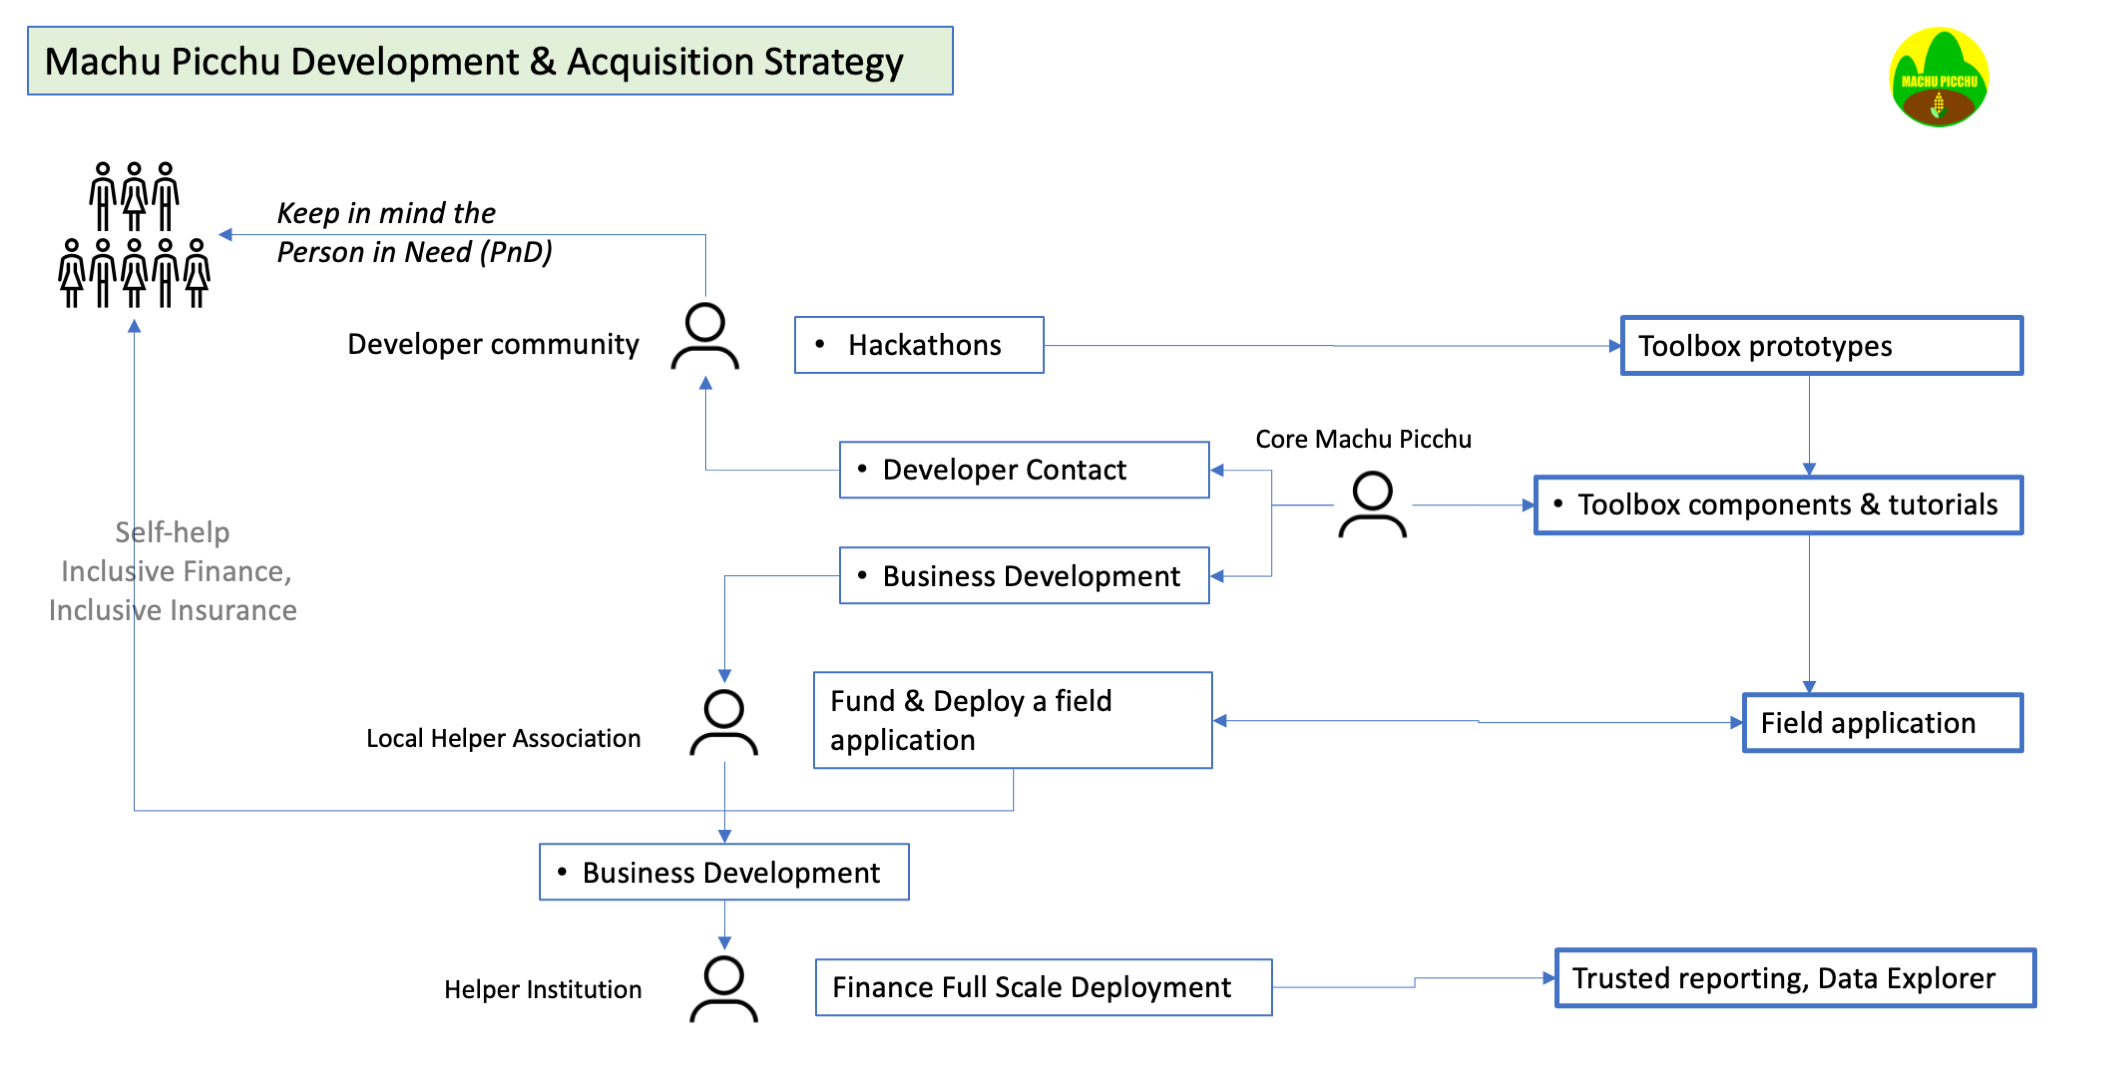 Machu Picchu Development & Acquisition Strategy
MACHU PICCHU
Keep in mind the
Person in Need (PnD)
Developer community
• Hackathons
Toolbox prototypes
Core Machu Picchu
• Developer Contact
• Toolbox components & tutorials
Self-help
Inclusive Finance,
Inclusive Insurance
• Business Development
Local Helper Association
Fund & Deploy a field
application
Field application
• Business Development
Helper Institution
Finance Full Scale Deployment
Trusted reporting, Data Explorer